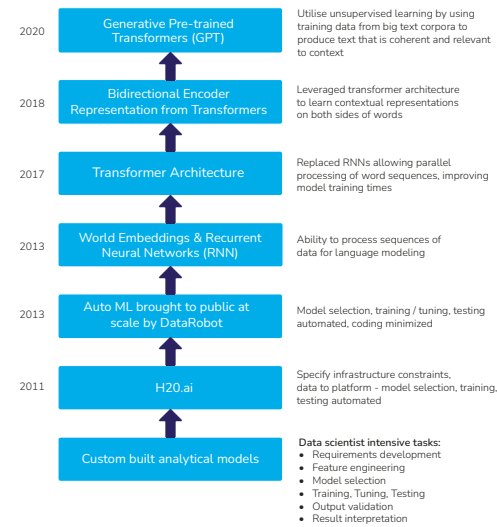 2020
Generative Pre-trained
Transformers (GPT)
Utilise unsupervised learning by using
training data from big text corpora to
produce text that is coherent and relevant
to context
2018
Bidirectional Encoder
Representation from Transformers
Leveraged transformer architecture
to learn contextual representations
on both sides of words
2017
Transformer Architecture
Replaced RNNs allowing parallel
processing of word sequences, improving
model training times
2013
World Embeddings & Recurrent
Neural Networks (RNN)
Ability to process sequences of
data for language modeling
2013
Auto ML brought to public at
scale by DataRobot
Model selection, training / tuning, testing
automated, coding minimized
2011
H20.ai
Specify infrastructure constraints,
data to platform - model selection, training,
testing automated
Custom built analytical models
Data scientist intensive tasks:
• Requirements development
• Feature engineering
• Model selection
• Training, Tuning, Testing
• Output validation
• Result interpretation